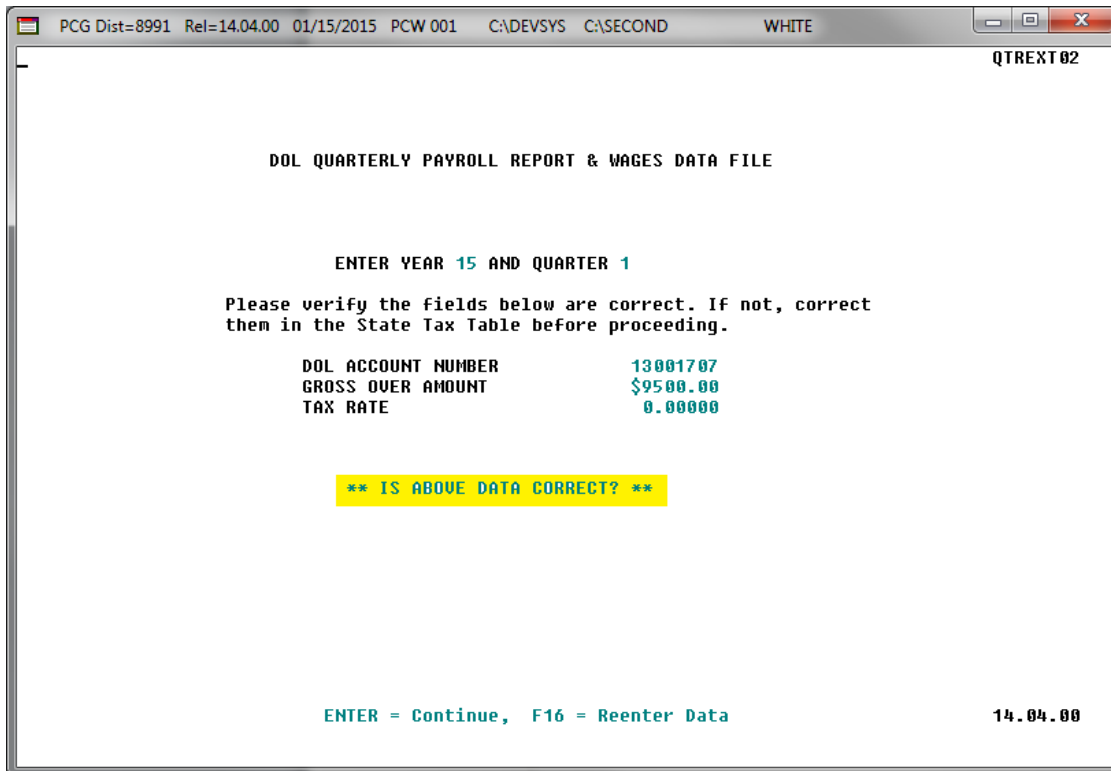 PCG Dist=8991 Rel=14.04.00 01/15/2015 PCW 001 C:\DEVSYS C:\SECOND WHITE
QTREXT02
DOL QUARTERLY PAYROLL REPORT & WAGES DATA FILE
ENTER YEAR 15 AND QUARTER 1
Please verify the fields below are correct. If not, correct
them in the State Tax Table before proceeding.
DOL ACCOUNT NUMBER 13001707
GROSS OVER AMOUNT $9500.00
TAX RATE 0.00000
** IS ABOVE DATA CORRECT? **
ENTER = Continue, F16 = Reenter Data 14.04.00